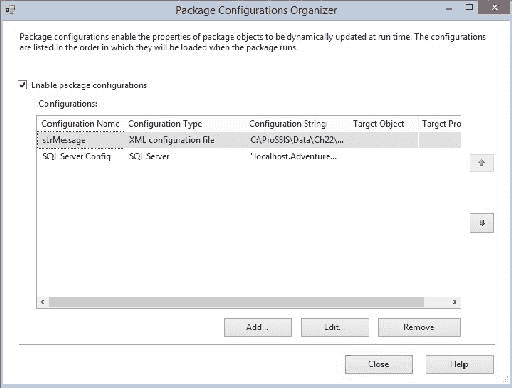 Package Configurations Organizer
Package configurations enable the properties of package objects to be dynamically updated at run time. The configurations
are listed in the order in which they will be loaded when the package runs.
Enable package configurations
Configurations:
Configuration Name Configuration Type Configuration String Target Object Target Pro
strMessage XML configuration file C:\ProSSIS\Data\Ch22\...
SQL Server Config SQL Server "localhost.Adventure...
Add... Edit. Remove
Close Help